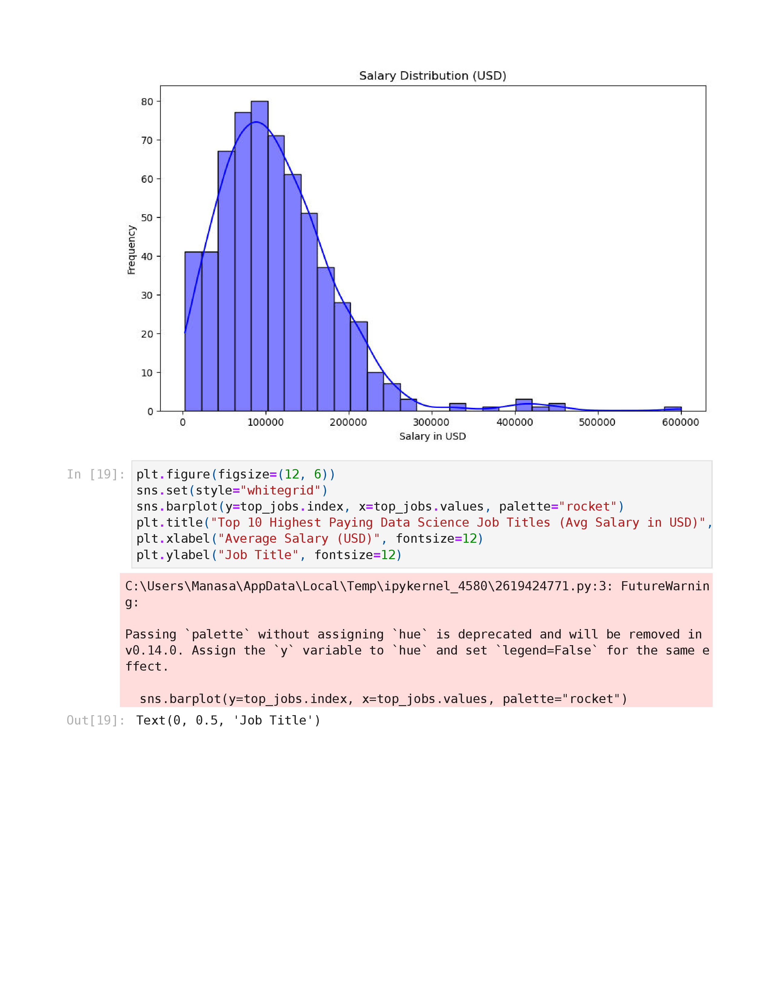 Salary Distribution (USD)
80
70
60
50
40
30
20
10
0
Frequency
0 100000 200000 300000 400000 500000 600000
Salary in USD
In [19]: plt.figure(figsize=(12, 6))
sns.set(style="whitegrid")
sns.barplot(y=top_jobs.index, x=top_jobs.values, palette="rocket")
plt.title("Top 10 Highest Paying Data Science Job Titles (Avg Salary in USD)",
plt.xlabel("Average Salary (USD)", fontsize=12)
plt.ylabel("Job Title", fontsize=12)
C:\Users\Manasa\AppData\Local\Temp\ipykernel_4580\2619424771.py:3: FutureWarnin
g:
Passing `palette` without assigning `hue` is deprecated and will be removed in
v0.14.0. Assign the `y` variable to `hue` and set `legend=False` for the same e
ffect.
sns.barplot(y=top_jobs.index, x=top_jobs.values, palette="rocket")
Out[19]: Text(0, 0.5, 'Job Title')